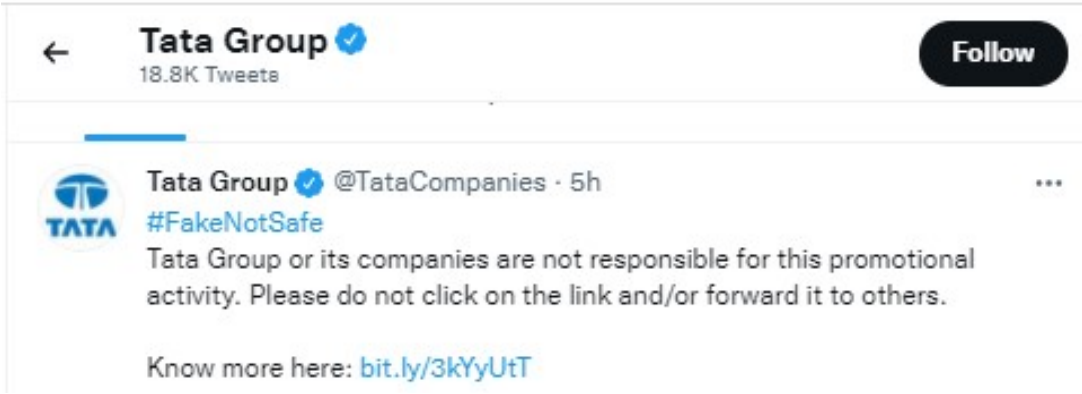 Tata Group
18.8K Tweets
Follow
Tata Group @TataCompanies · 5h
TATA
#FakeNotSafe
Tata Group or its companies are not responsible for this promotional
activity. Please do not click on the link and/or forward it to others.
Know more here: bit.ly/3kYyUtT